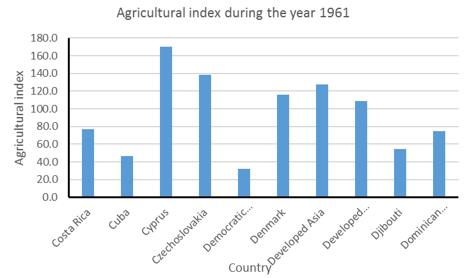 Agricultural index during the year 1961
Agricultural index
180.0
160.0
140.0
120.0
100.0
80.0
60.0
40.0
20.0
0.0
Costa Rica
Cuba
Cyprus
Czechoslovakia
Democratic...
Denmark
Developed Asia
Developed...
Djibouti
Dominican...
Country